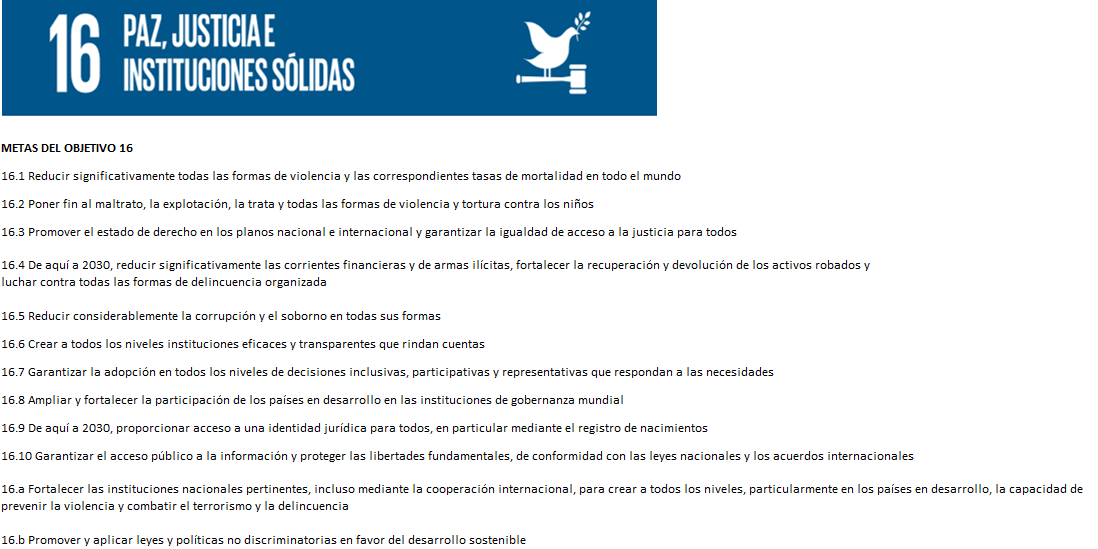 16 PAZ, JUSTICIA E
INSTITUCIONES SÓLIDAS
METAS DEL OBJETIVO 16
16.1 Reducir significativamente todas las formas de violencia y las correspondientes tasas de mortalidad en todo el mundo
16.2 Poner fin al maltrato, la explotación, la trata y todas las formas de violencia y tortura contra los niños
16.3 Promover el estado de derecho en los planos nacional e internacional y garantizar la igualdad de acceso a la justicia para todos
16.4 De aquí a 2030, reducir significativamente las corrientes financieras y de armas ilícitas, fortalecer la recuperación y devolución de los activos robados y
luchar contra todas las formas de delincuencia organizada
16.5 Reducir considerablemente la corrupción y el soborno en todas sus formas
16.6 Crear a todos los niveles instituciones eficaces y transparentes que rindan cuentas
16.7 Garantizar la adopción en todos los niveles de decisiones inclusivas, participativas y representativas que respondan a las necesidades
16.8 Ampliar y fortalecer la participación de los países en desarrollo en las instituciones de gobernanza mundial
16.9 De aquí a 2030, proporcionar acceso a una identidad jurídica para todos, en particular mediante el registro de nacimientos
16.10 Garantizar el acceso público a la información y proteger las libertades fundamentales, de conformidad con las leyes nacionales y los acuerdos internacionales
16.a Fortalecer las instituciones nacionales pertinentes, incluso mediante la cooperación internacional, para crear a todos los niveles, particularmente en los países en desarrollo, la capacidad de
prevenir la violencia y combatir el terrorismo y la delincuencia
16.b Promover y aplicar leyes y políticas no discriminatorias en favor del desarrollo sostenible